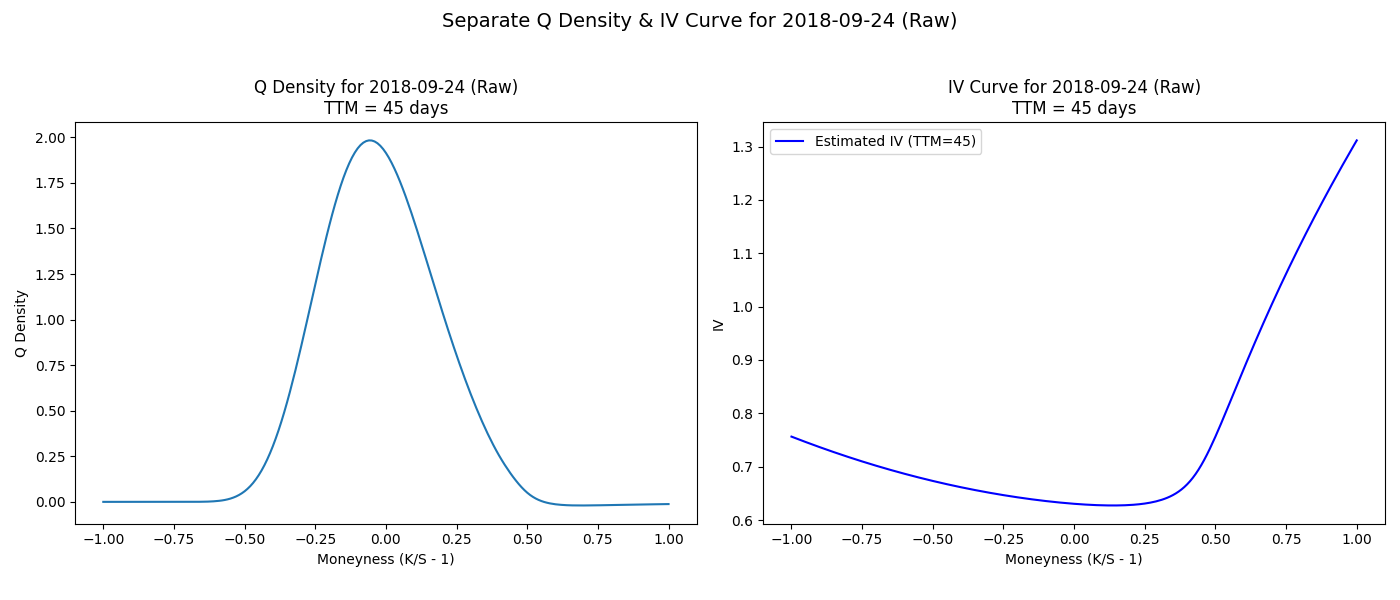 Separate Q Density & IV Curve for 2018-09-24 (Raw)
Q Density for 2018-09-24 (Raw)
TTM = 45 days
2.00
1.75
1.50
1.25
1.00
0.75
0.50
0.25
0.00
Q Density
−1.00 −0.75 −0.50 −0.25 0.00 0.25 0.50 0.75 1.00
Moneyness (K/S - 1)
IV Curve for 2018-09-24 (Raw)
TTM = 45 days
Estimated IV (TTM=45)
1.3
1.2
1.1
1.0
0.9
0.8
0.7
0.6
IV
−1.00 −0.75 −0.50 −0.25 0.00 0.25 0.50 0.75 1.00
Moneyness (K/S - 1)